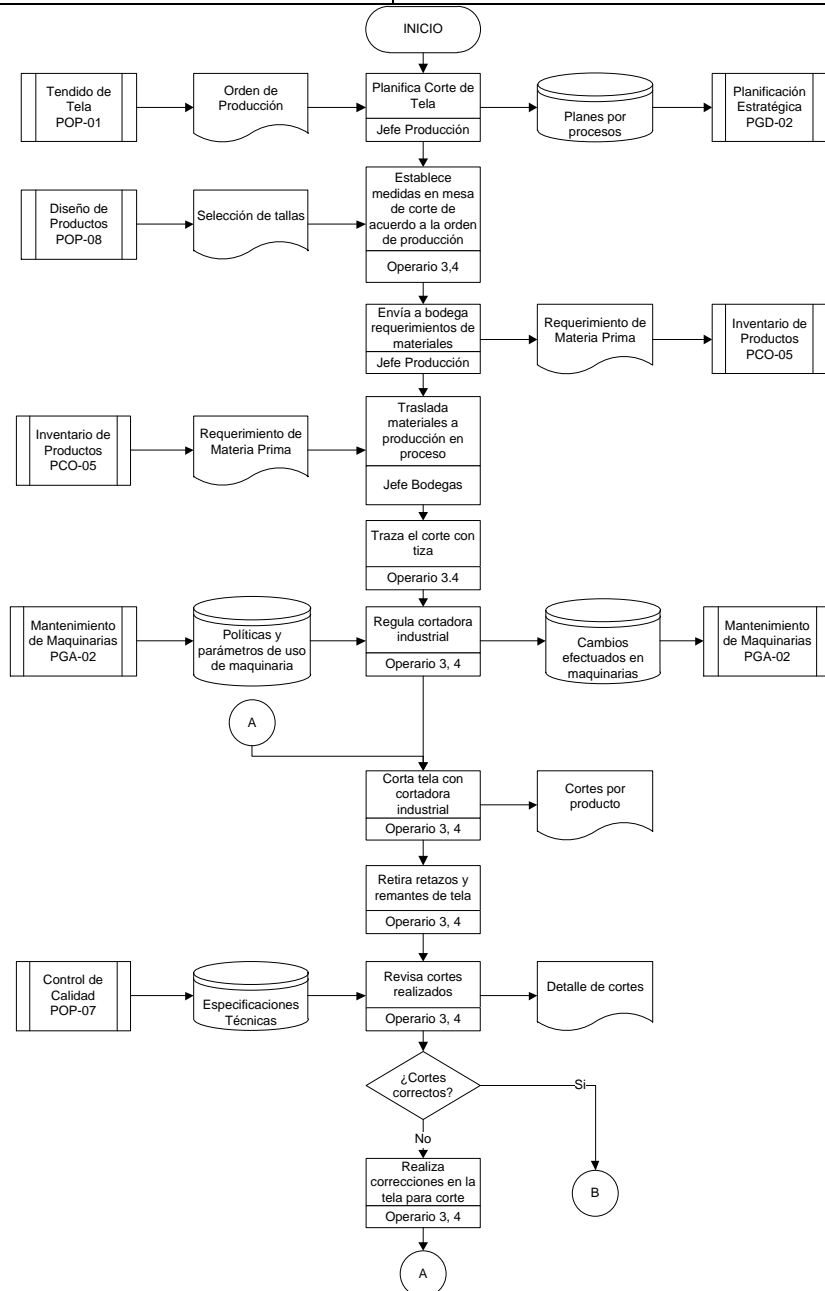 INICIO
Tendido de
Tela
POP-01
Orden de
Producción
Planifica Corte de
Tela
Jefe Producción
Planes por
procesos
Planificación
Estratégica
PGD-02
Diseño de
Productos
POP-08
Selección de tallas
Establece
medidas en mesa
de corte de
acuerdo a la orden
de producción
Operario 3,4
Envía a bodega
requerimientos de
materiales
Jefe Producción
Requerimiento de
Materia Prima
Inventario de
Productos
PCO-05
Inventario de
Productos
PCO-05
Requerimiento de
Materia Prima
Traslada
materiales a
producción en
proceso
Jefe Bodegas
Traza el corte con
tiza
Operario 3.4
Mantenimiento
de Maquinarias
PGA-02
Políticas y
parámetros de uso
de maquinaria
Regula cortadora
industrial
Operario 3, 4
Cambios
efectuados en
maquinarias
Mantenimiento
de Maquinarias
PGA-02
A
Corta tela con
cortadora
industrial
Operario 3, 4
Cortes por
producto
Retira retazos y
remantes de tela
Operario 3, 4
Control de
Calidad
POP-07
Especificaciones
Técnicas
Revisa cortes
realizados
Operario 3, 4
Detalle de cortes
¿Cortes
correctos?
Si
No
Realiza
correcciones en la
tela para corte
Operario 3, 4
B
A